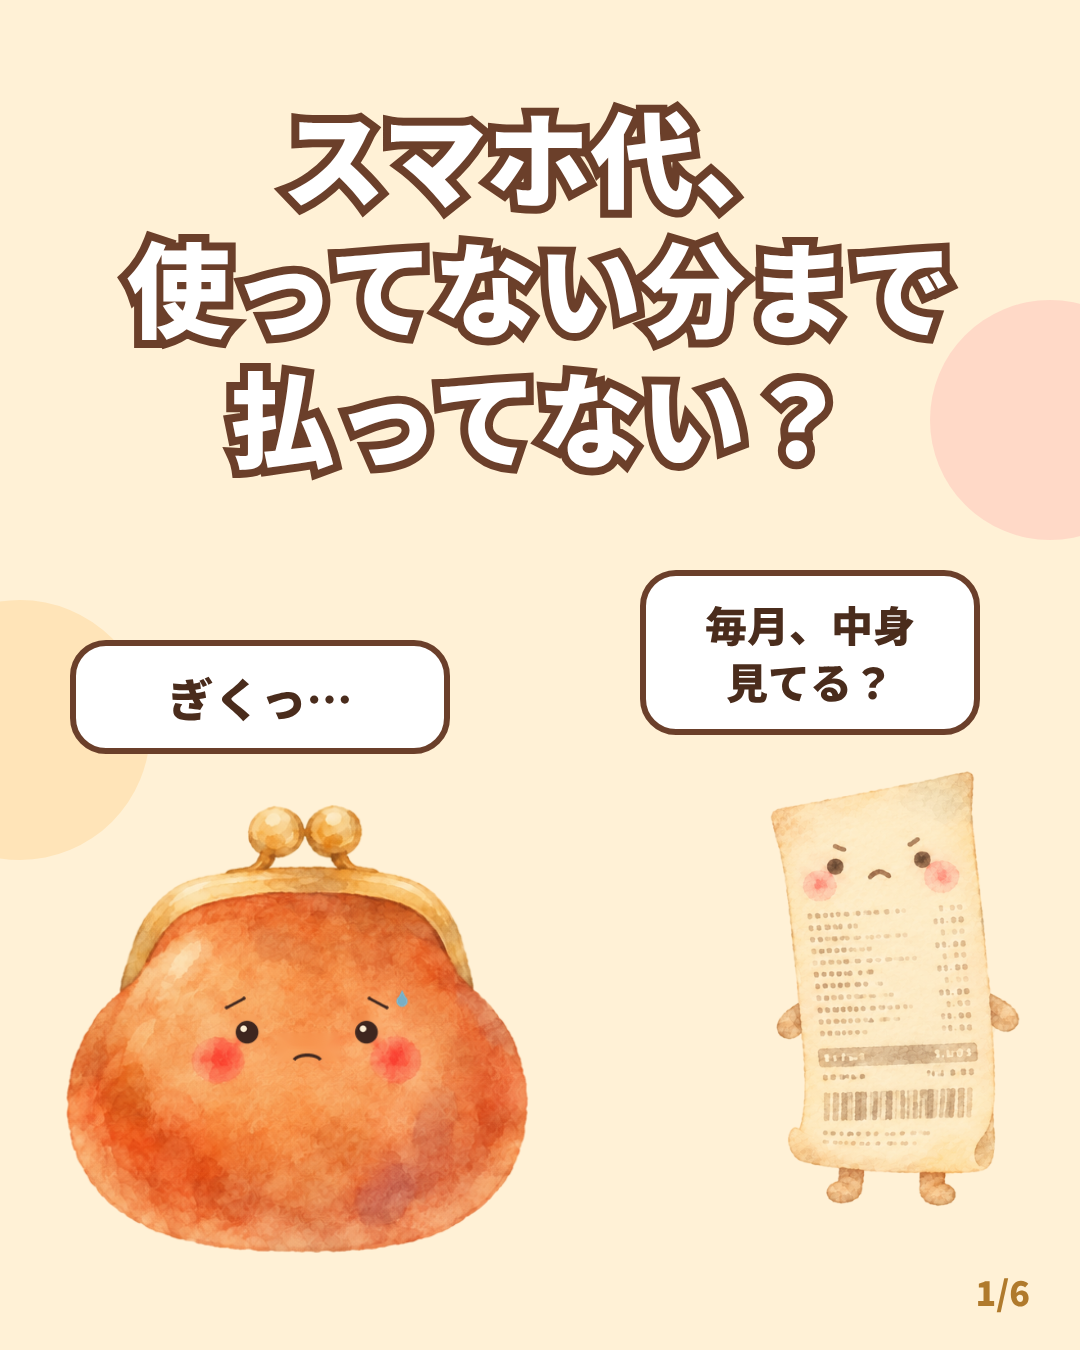 スマホ代、
使ってない分まで
払ってない？
毎月、中身
見てる？
ぎくっ…
1/6